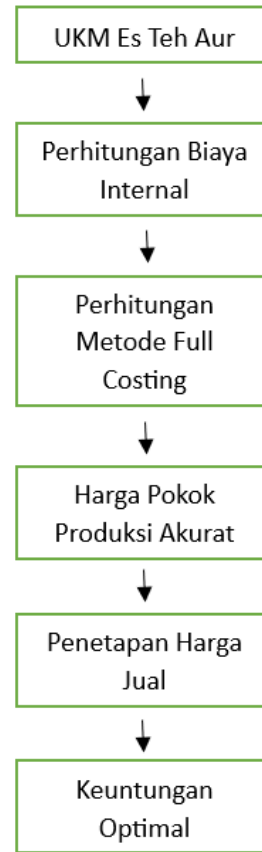 UKM Es Teh Aur
Perhitungan Biaya
Internal
Perhitungan
Metode Full
Costing
Harga Pokok
Produksi Akurat
Penetapan Harga
Jual
Keuntungan
Optimal